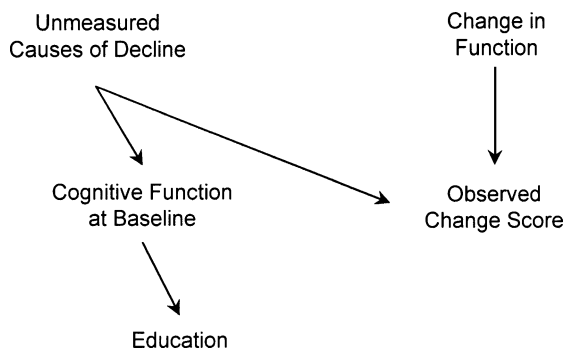 Unmeasured
Causes of Decline
Change in
Function
Cognitive Function
at Baseline
Observed
Change Score
Education